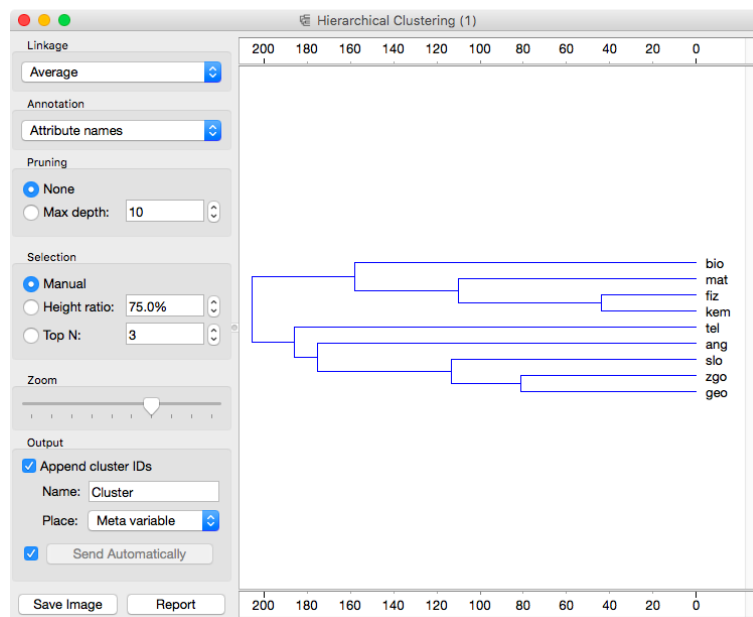 Hierarchical Clustering (1)
Linkage
Average
Annotation
Attribute names
Pruning
None
Max depth: 10
Selection
Manual
Height ratio: 75.0%
Top N: 3
Zoom
Output
Append cluster IDs
Name: Cluster
Place: Meta variable
Send Automatically
Save Image Report
200 180 160 140 120 100 80 60 40 20 0
bio
mat
fiz
kem
tel
ang
slo
zgo
geo
200 180 160 140 120 100 80 60 40 20 0